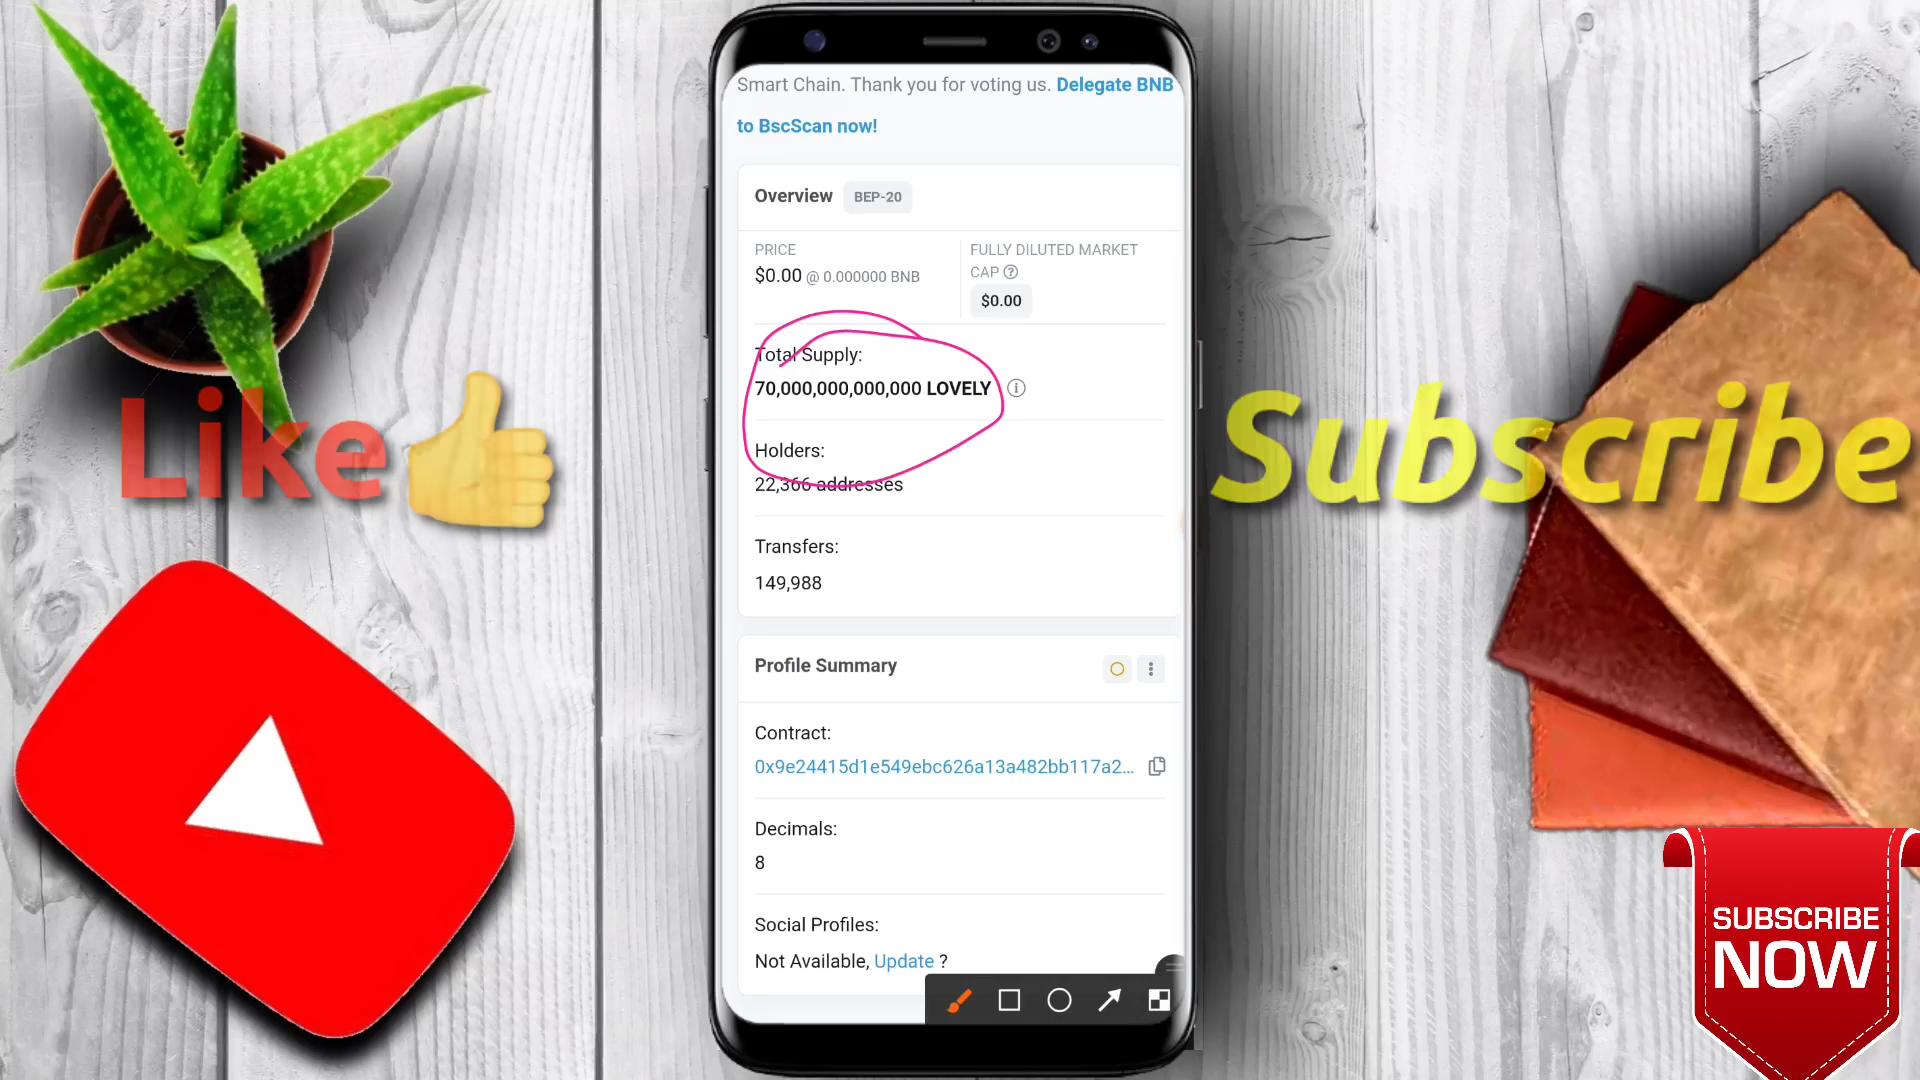 Smart Chain. Thank you for voting us. Delegate BNB
to BscScan now!
Overview BEP-20
PRICE
$0.00 @ 0.000000 BNB
FULLY DILUTED MARKET
CAP
$0.00
Total Supply:
70,000,000,000,000 LOVELY
Holders:
22,366 addresses
Transfers:
149,988
Profile Summary
Contract:
0x9e24415d1e549ebc626a13a482bb117a2...
Decimals:
8
Social Profiles:
Not Available, Update ?
Like
Subscribe
SUBSCRIBE
NOW